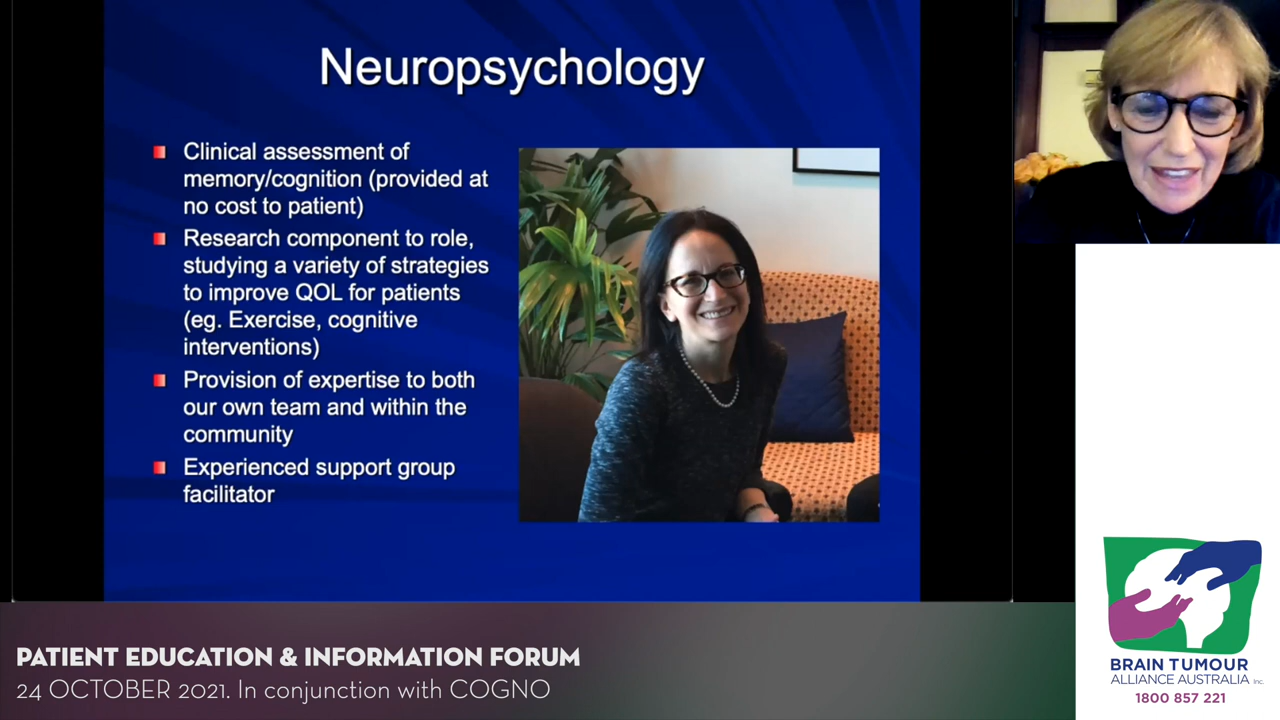 Neuropsychology
Clinical assessment of
memory/cognition (provided at
no cost to patient)
Research component to role,
studying a variety of strategies
to improve QOL for patients
(eg. Exercise, cognitive
interventions)
Provision of expertise to both
our own team and within the
community
Experienced support group
facilitator
PATIENT EDUCATION & INFORMATION FORUM
24 OCTOBER 2021. In conjunction with COGNO
BRAIN TUMOUR
ALLIANCE AUSTRALIA Inc.
1800 857 221